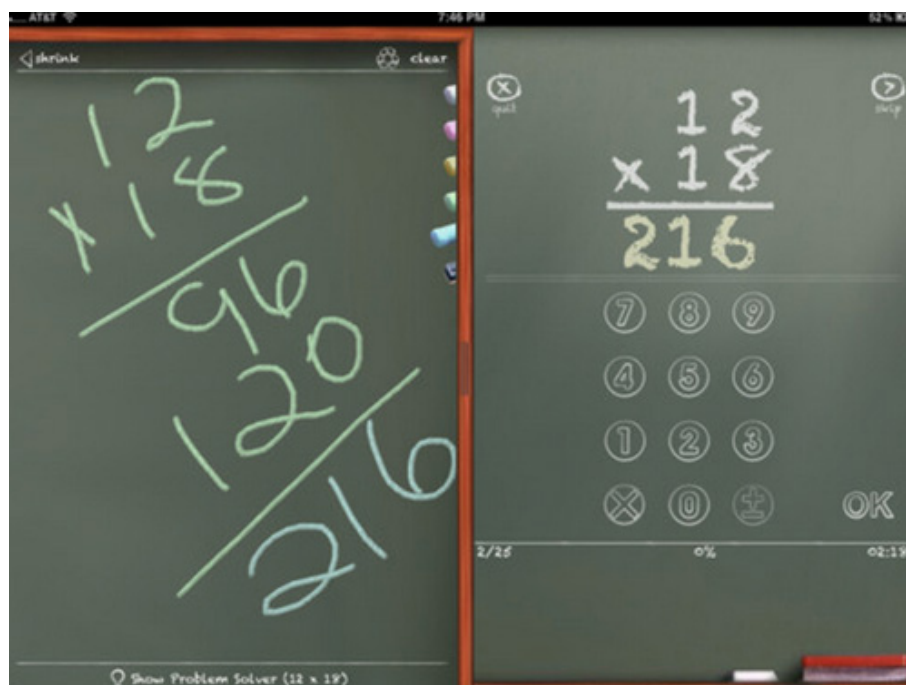 AT&T
7:46 PM
52%
shrink
clear
12
x 18
96
120
216
Show Problem Solver (12 x 18)
quit
skip
12
x 18
216
7 8 9
4 5 6
1 2 3
X 0 ±
OK
2/25
0%